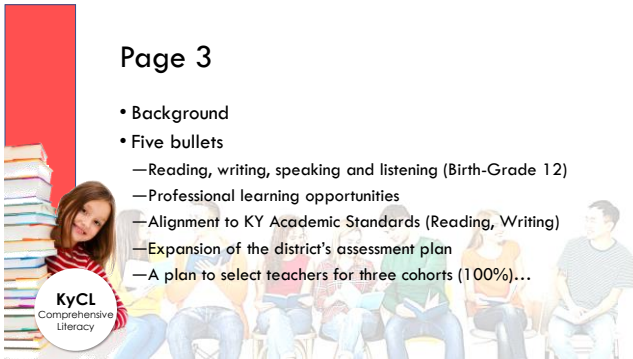 Page 3
• Background
• Five bullets
—Reading, writing, speaking and listening (Birth-Grade 12)
—Professional learning opportunities
—Alignment to KY Academic Standards (Reading, Writing)
—Expansion of the district's assessment plan
—A plan to select teachers for three cohorts (100%)…
KyCL
Comprehensive
Literacy